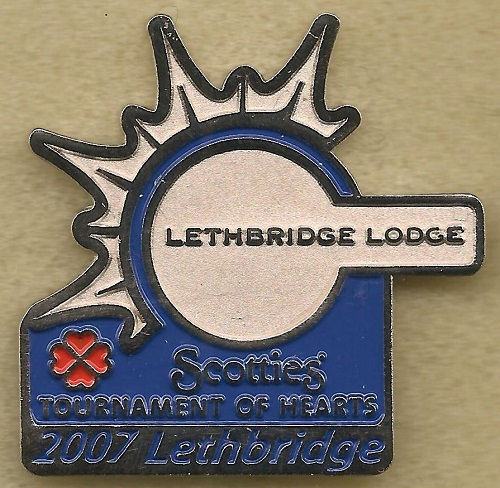 LETHBRIDGE LODGE
Scotties'
TOURNAMENT OF HEARTS
2007 Lethbridge